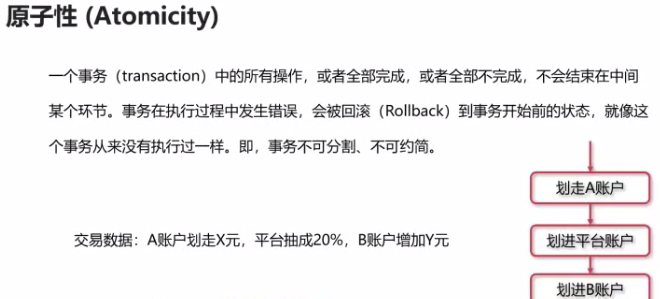 原子性 (Atomicity)
一个事务（transaction）中的所有操作，或者全部完成，或者全部不完成，不会结束在中间
某个环节。事务在执行过程中发生错误，会被回滚（Rollback）到事务开始前的状态，就像这
个事务从来没有执行过一样。即，事务不可分割、不可约简。
划走A账户
交易数据：A账户划走X元，平台抽成20%，B账户增加Y元
划进平台账户
划进B账户